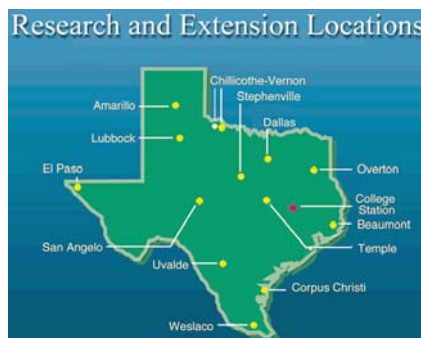 Research and Extension Locations
Chillicothe-Vernon
Stephenville
Amarillo
Dallas
Lubbock
El Paso
Overton
College
Station
Beaumont
San Angelo
Temple
Uvalde
Corpus Christi
Weslaco